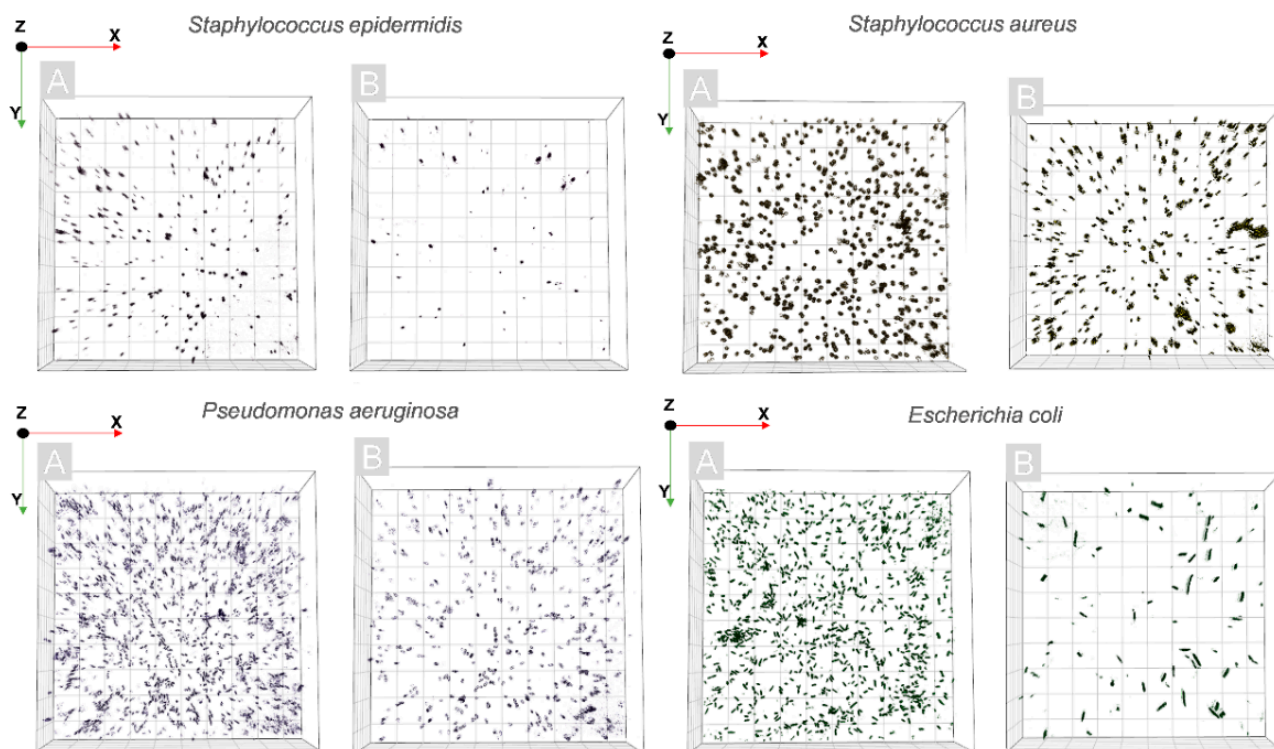 Staphylococcus epidermidis
Z
X
Y
A
B
Staphylococcus aureus
Z
X
Y
A
B
Pseudomonas aeruginosa
Z
X
Y
A
B
Escherichia coli
Z
X
Y
A
B